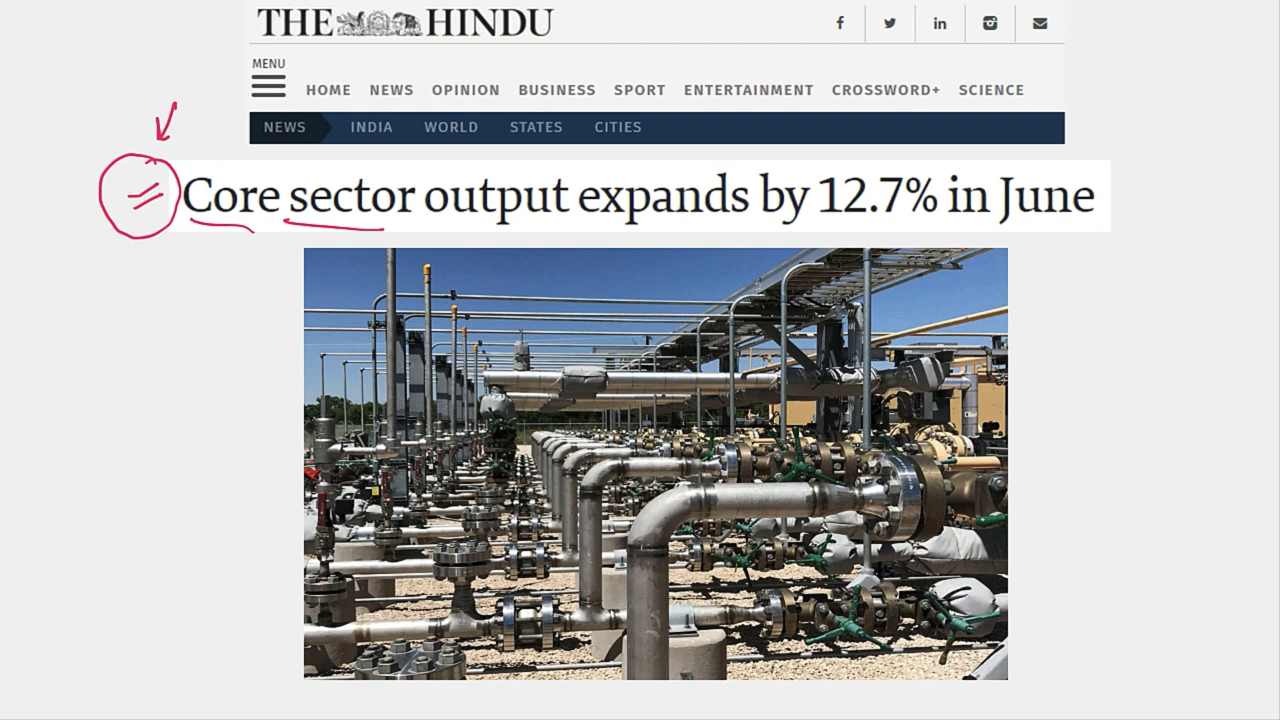 THE HINDU
MENU
HOME NEWS OPINION BUSINESS SPORT ENTERTAINMENT CROSSWORD+ SCIENCE
NEWS INDIA WORLD STATES CITIES
Core sector output expands by 12.7% in June